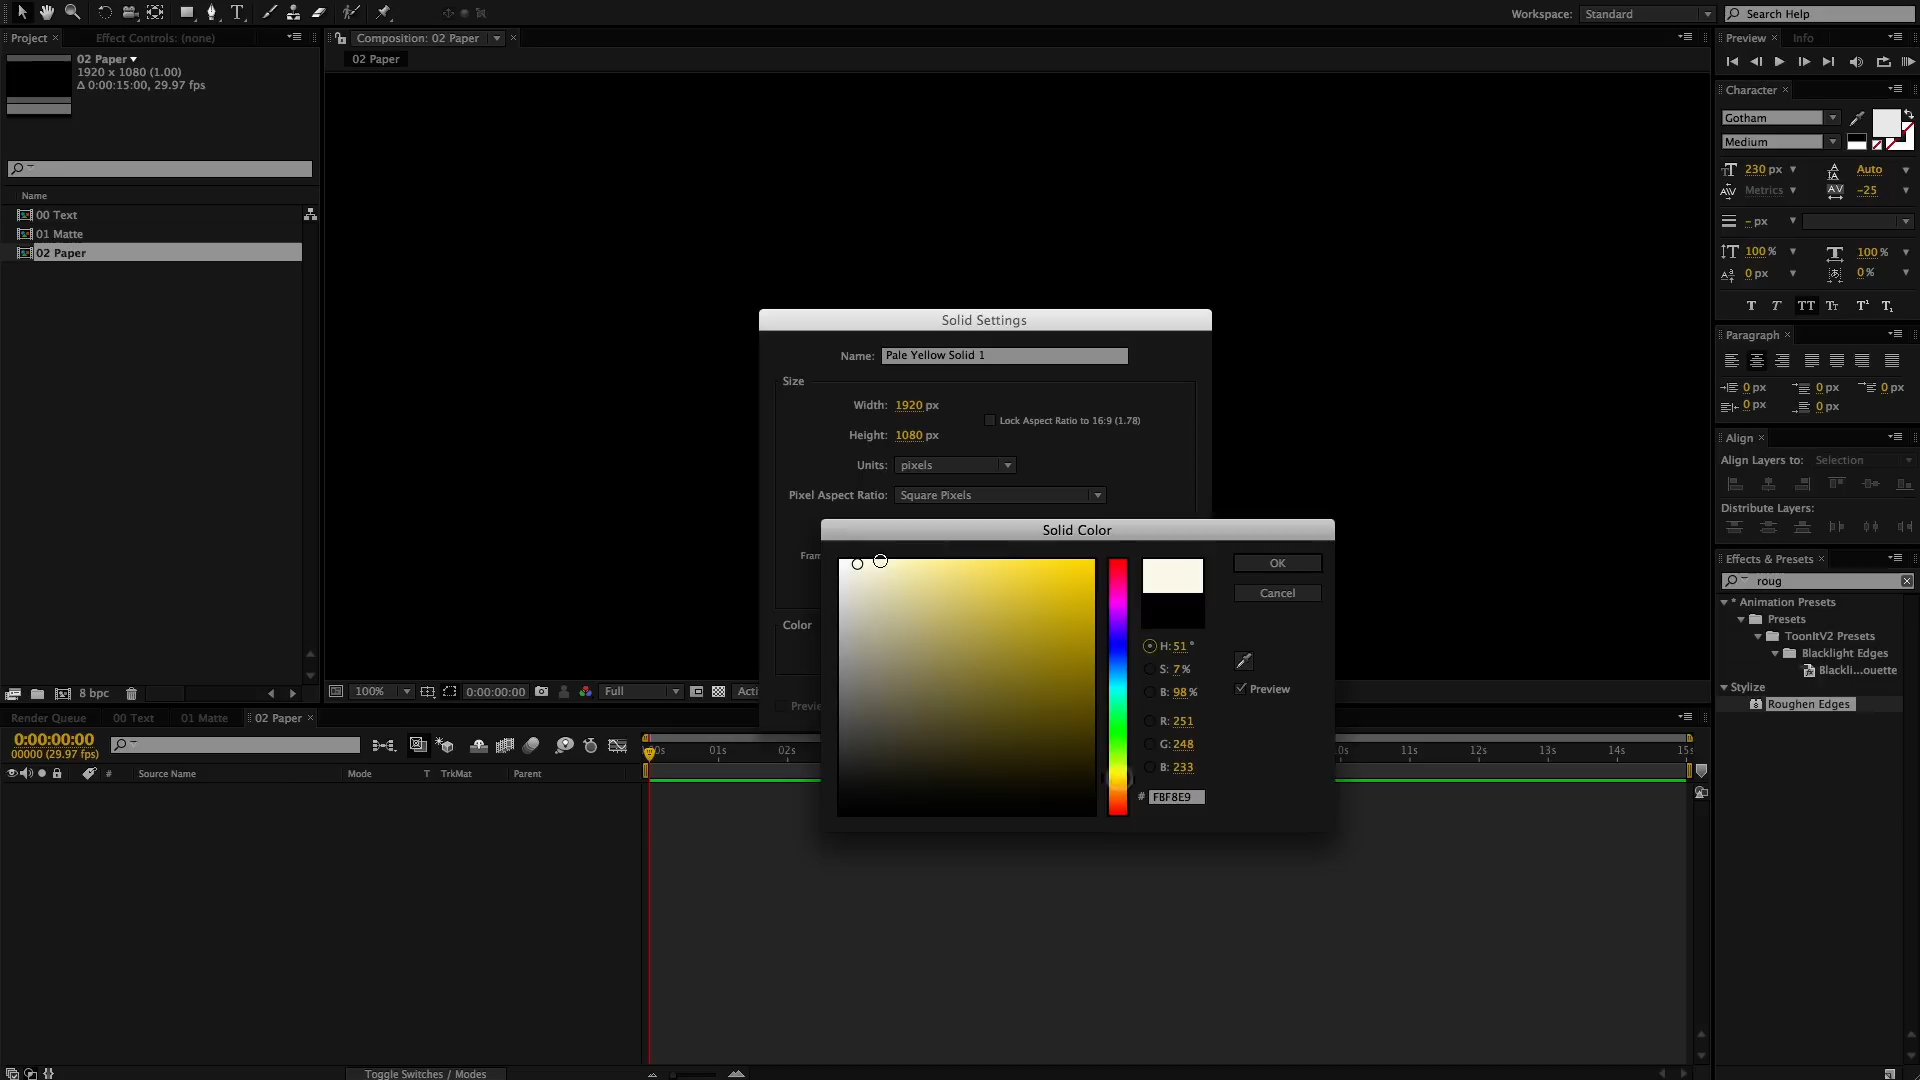 Workspace: Standard
Search Help
Project
Effect Controls: (none)
Composition: 02 Paper
Preview
Info
02 Paper
1920 x 1080 (1.00)
Δ 0:00:15:00, 29.97 fps
02 Paper
Character
Gotham
Medium
230 px
Auto
Metrics
-25
- px
100 %
100 %
0 px
0 %
Name
00 Text
01 Matte
02 Paper
Paragraph
0 px
0 px
0 px
0 px
0 px
Align
Align Layers to: Selection
Distribute Layers:
Effects & Presets
roug
* Animation Presets
Presets
ToonItV2 Presets
Blacklight Edges
Blackli...ouette
Stylize
Roughen Edges
Solid Settings
Name: Pale Yellow Solid 1
Size
Width: 1920 px
Lock Aspect Ratio to 16:9 (1.78)
Height: 1080 px
Units: pixels
Pixel Aspect Ratio: Square Pixels
Fram
Color
Previe
Solid Color
OK
Cancel
H: 51 °
S: 7 %
B: 98 %
Preview
R: 251
G: 248
B: 233
# FBF8E9
8 bpc
100%
0:00:00:00
Full
Acti
Render Queue
00 Text
01 Matte
02 Paper
0:00:00:00
00000 (29.97 fps)
00s 01s 02s 0s 11s 12s 13s 14s 15s
# Source Name Mode T TrkMat Parent
Toggle Switches / Modes